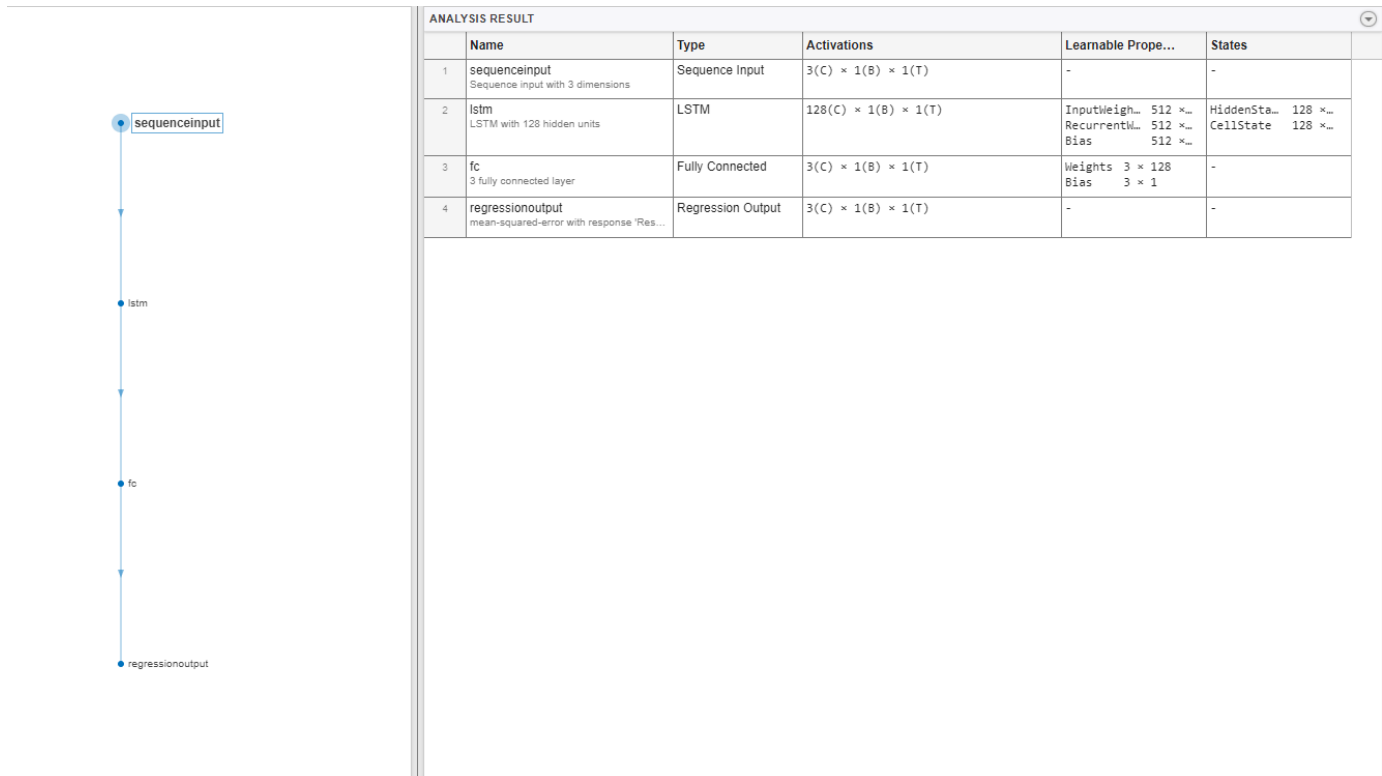 sequenceinput
lstm
fc
regressionoutput
ANALYSIS RESULT
Name Type Activations Learnable Prope... States
1 sequenceinput Sequence Input 3(C) × 1(B) × 1(T) - -
Sequence input with 3 dimensions
2 lstm LSTM 128(C) × 1(B) × 1(T) InputWeigh… 512 ×… HiddenSta… 128 ×…
LSTM with 128 hidden units RecurrentW… 512 ×… CellState 128 ×…
Bias 512 ×…
3 fc Fully Connected 3(C) × 1(B) × 1(T) Weights 3 × 128 -
3 fully connected layer Bias 3 × 1
4 regressionoutput Regression Output 3(C) × 1(B) × 1(T) - -
mean-squared-error with response 'Res...